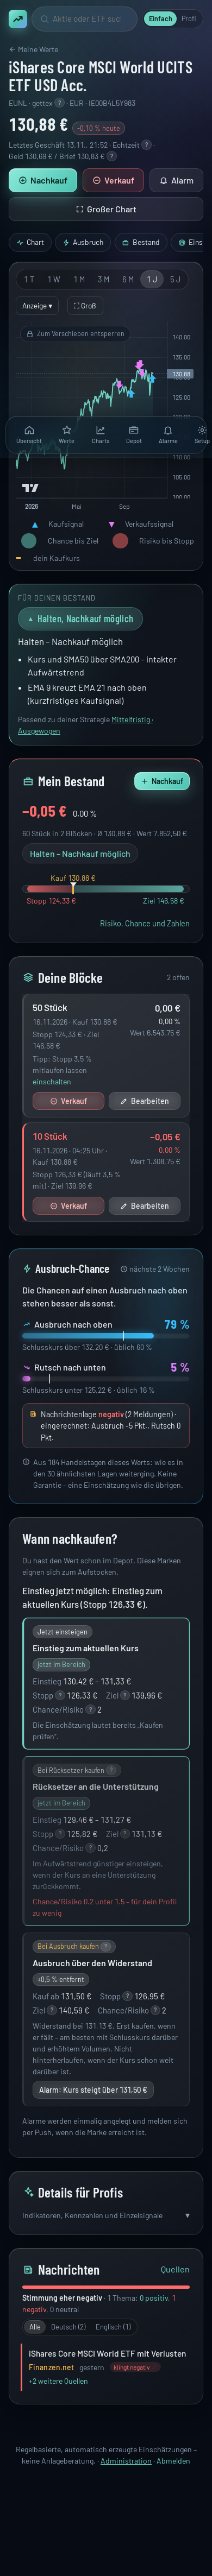 Aktie oder ETF suci
Einfach Profi
← Meine Werte
iShares Core MSCI World UCITS
ETF USD Acc.
EUNL · gettex ? · EUR · IE00B4L5Y983
130,88 € -0,10 % heute
Letztes Geschäft 13.11., 21:52 · Echtzeit ? ·
Geld 130,69 € / Brief 130,83 € ?
Nachkauf Verkauf Alarm
Größer Chart
Chart Ausbruch Bestand Eins
1 T 1 W 1 M 3 M 6 M 1 J 5 J
Anzeige ▾ Groß
Zum Verschieben entsperren
140,00
135,00
130,88
125,00
120,
Übersicht Werte Charts Depot Alarme Setup
110,00
105,00
100,00
2026 Mai Sep
▲ Kaufsignal ▼ Verkaufssignal
Chance bis Ziel Risiko bis Stopp
dein Kaufkurs
FÜR DEINEN BESTAND
▲ Halten, Nachkauf möglich
Halten – Nachkauf möglich
• Kurs und SMA50 über SMA200 – intakter
Aufwärtstrend
• EMA 9 kreuzt EMA 21 nach oben
(kurzfristiges Kaufsignal)
Passend zu deiner Strategie Mittelfristig ·
Ausgewogen
Mein Bestand + Nachkauf
−0,05 € 0,00 %
60 Stück in 2 Blöcken · Ø 130,88 € · Wert 7.852,50 €
Halten – Nachkauf möglich
Kauf 130,88 €
Stopp 124,33 € Ziel 146,58 €
Risiko, Chance und Zahlen
Deine Blöcke 2 offen
50 Stück 0,00 €
16.11.2026 · Kauf 130,88 € 0,00 %
Stopp 124,33 € · Ziel Wert 6.543,75 €
146,58 €
Tipp: Stopp 3,5 %
mitlaufen lassen
einschalten
Verkauf Bearbeiten
10 Stück −0,05 €
16.11.2026 · 04:25 Uhr · 0,00 %
Kauf 130,88 € Wert 1.308,75 €
Stopp 126,33 € (läuft 3,5 %
mit) · Ziel 139,96 €
Verkauf Bearbeiten
Ausbruch-Chance nächste 2 Wochen
Die Chancen auf einen Ausbruch nach oben
stehen besser als sonst.
Ausbruch nach oben 79 %
Schlusskurs über 132,20 € · üblich 60 %
Rutsch nach unten 5 %
Schlusskurs unter 125,22 € · üblich 16 %
Nachrichtenlage negativ (2 Meldungen) ·
eingerechnet: Ausbruch -5 Pkt., Rutsch 0
Pkt.
Aus 184 Handelstagen dieses Werts: wie es in
den 30 ähnlichsten Lagen weiterging. Keine
Garantie – eine Einschätzung wie die übrigen.
Wann nachkaufen?
Du hast den Wert schon im Depot. Diese Marken
eignen sich zum Aufstocken.
Einstieg jetzt möglich: Einstieg zum
aktuellen Kurs (Stopp 126,33 €).
Jetzt einsteigen
Einstieg zum aktuellen Kurs
jetzt im Bereich
Einstieg 130,42 € – 131,33 €
Stopp ? 126,33 € Ziel ? 139,96 €
Chance/Risiko ? 2
Die Einschätzung lautet bereits „Kaufen
prüfen".
Bei Rücksetzer kaufen ?
Rücksetzer an die Unterstützung
jetzt im Bereich
Einstieg 129,46 € – 131,27 €
Stopp ? 125,82 € Ziel ? 131,13 €
Chance/Risiko ? 0,2
Im Aufwärtstrend günstiger einsteigen,
wenn der Kurs an eine Unterstützung
zurückkommt.
Chance/Risiko 0.2 unter 1.5 – für dein Profil
zu wenig
Bei Ausbruch kaufen ?
Ausbruch über den Widerstand
+0,5 % entfernt
Kauf ab 131,50 € Stopp ? 126,95 €
Ziel ? 140,59 € Chance/Risiko ? 2
Widerstand bei 131,13 €. Erst kaufen, wenn
er fällt – am besten mit Schlusskurs darüber
und erhöhtem Volumen. Nicht
hinterherlaufen, wenn der Kurs schon weit
darüber ist.
Alarm: Kurs steigt über 131,50 €
Alarme werden einmalig angelegt und melden sich
per Push, wenn die Marke erreicht ist.
Details für Profis
Indikatoren, Kennzahlen und Einzelsignale ▾
Nachrichten Quellen
Stimmung eher negativ · 1 Thema: 0 positiv, 1
negativ, 0 neutral
Alle Deutsch (2) Englisch (1)
iShares Core MSCI World ETF mit Verlusten
Finanzen.net gestern klingt negativ
+2 weitere Quellen
Regelbasierte, automatisch erzeugte Einschätzungen –
keine Anlageberatung. · Administration · Abmelden